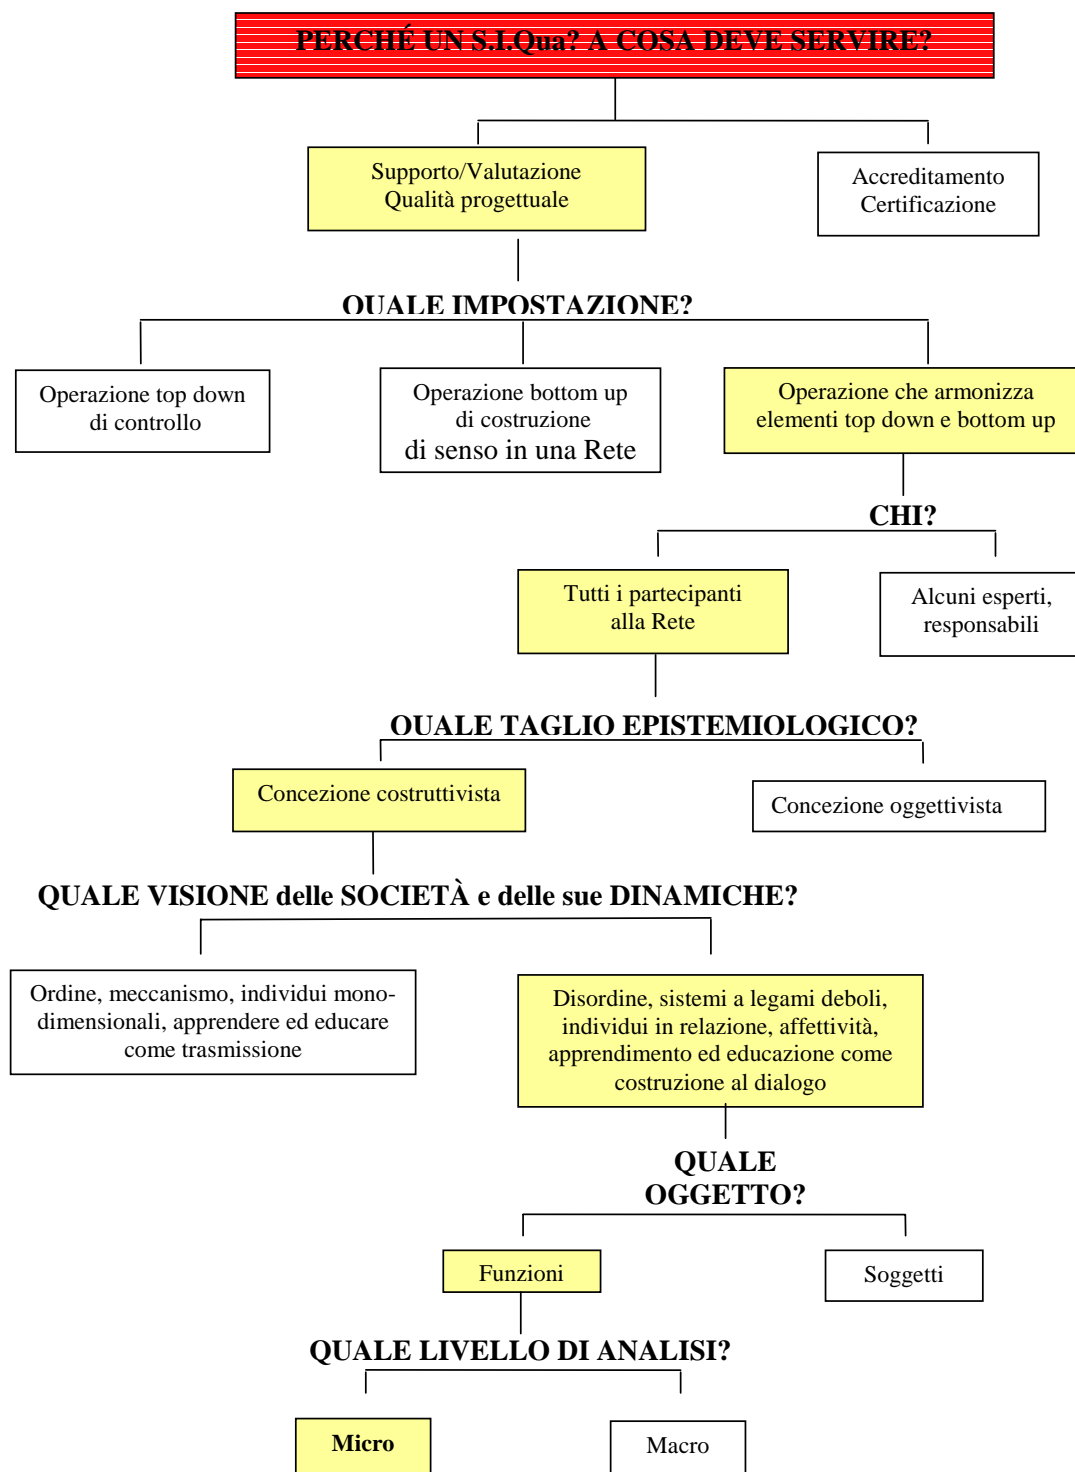 PERCHÉ UN S.I.Qua? A COSA DEVE SERVIRE?
Supporto/Valutazione
Qualità progettuale
Accreditamento
Certificazione
QUALE IMPOSTAZIONE?
Operazione top down
di controllo
Operazione bottom up
di costruzione
di senso in una Rete
Operazione che armonizza
elementi top down e bottom up
CHI?
Tutti i partecipanti
alla Rete
Alcuni esperti,
responsabili
QUALE TAGLIO EPISTEMIOLOGICO?
Concezione costruttivista
Concezione oggettivista
QUALE VISIONE delle SOCIETÀ e delle sue DINAMICHE?
Ordine, meccanismo, individui mono-
dimensionali, apprendere ed educare
come trasmissione
Disordine, sistemi a legami deboli,
individui in relazione, affettività,
apprendimento ed educazione come
costruzione al dialogo
QUALE
OGGETTO?
Funzioni
Soggetti
QUALE LIVELLO DI ANALISI?
Micro
Macro